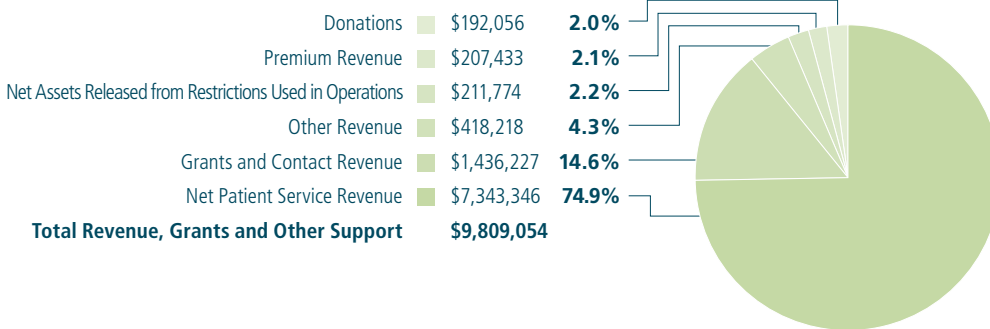 Donations $192,056 2.0%
Premium Revenue $207,433 2.1%
Net Assets Released from Restrictions Used in Operations $211,774 2.2%
Other Revenue $418,218 4.3%
Grants and Contact Revenue $1,436,227 14.6%
Net Patient Service Revenue $7,343,346 74.9%
Total Revenue, Grants and Other Support $9,809,054